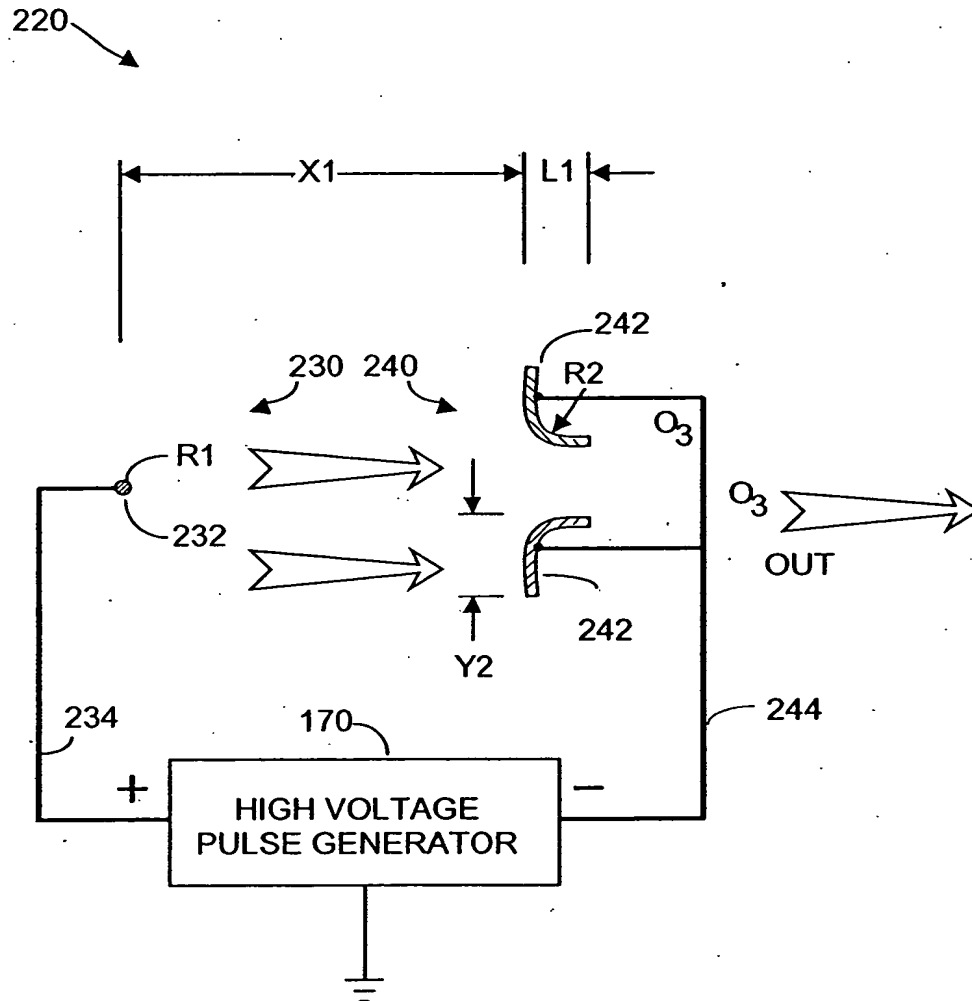 220
X1
L1
242
230
240
R2
O3
R1
O3
232
OUT
242
Y2
234
170
244
+
−
HIGH VOLTAGE
PULSE GENERATOR